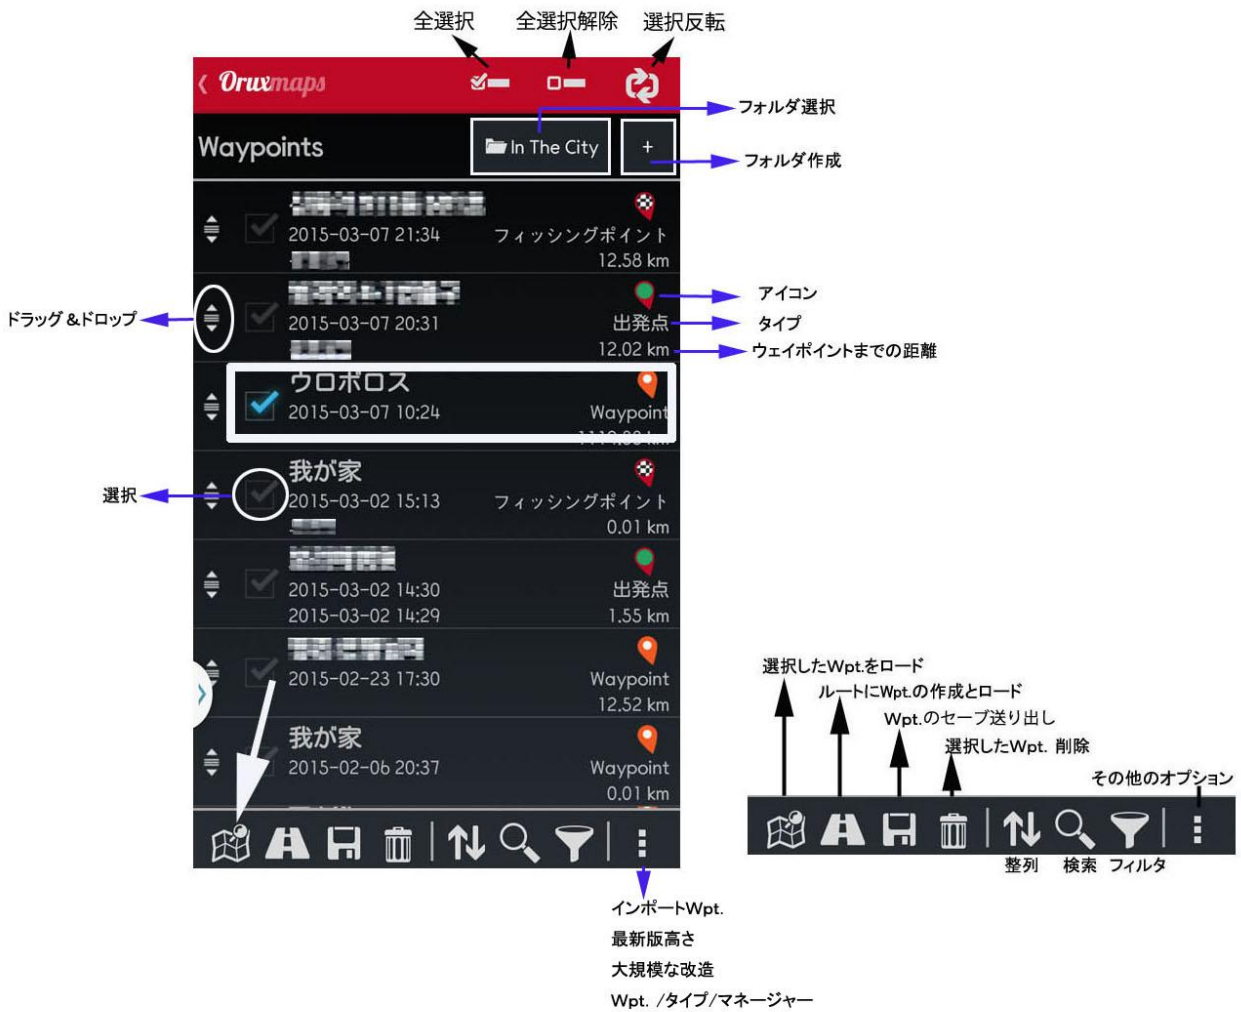 全選択 全選択解除 選択反転
Oruxmaps
フォルダ選択
Waypoints In The City +
フォルダ作成
2015-03-07 21:34 フィッシングポイント
12.58 km
アイコン
ドラッグ&ドロップ
2015-03-07 20:31 出発点 タイプ
12.02 km ウェイポイントまでの距離
ウロボロス
2015-03-07 10:24 Waypoint
我が家
選択
2015-03-02 15:13 フィッシングポイント
0.01 km
2015-03-02 14:30 出発点
2015-03-02 14:29 1.55 km
2015-02-23 17:30 Waypoint
12.52 km
我が家
2015-02-06 20:37 Waypoint
0.01 km
選択したWpt.をロード
ルートにWpt.の作成とロード
Wpt.のセーブ送り出し
選択したWpt. 削除
その他のオプション
整列 検索 フィルタ
インポートWpt.
最新版高さ
大規模な改造
Wpt. /タイプ/マネージャー